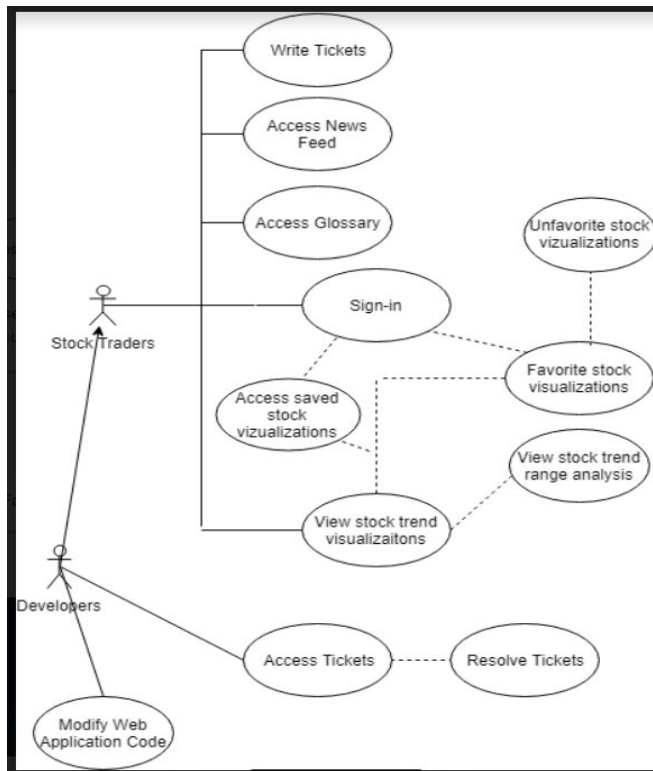 Write Tickets
Access News
Feed
Access Glossary
Unfavorite stock
vizualizations
Sign-in
Stock Traders
Favorite stock
visualizations
Access saved
stock
vizualizations
View stock trend
range analysis
View stock trend
visualizaitons
Developers
Access Tickets
Resolve Tickets
Modify Web
Application Code